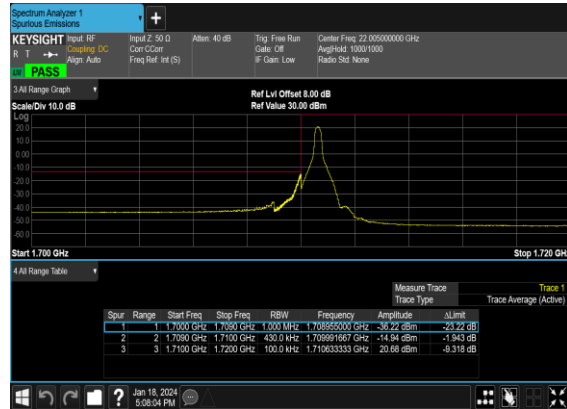 Spectrum Analyzer 1
Spurious Emissions
+
KEYSIGHT Input: RF Input Z: 50 Ω Atten: 40 dB Trig: Free Run Center Freq: 22.005000000 GHz
R T Coupling: DC Corr CCorr Gate: Off Avg|Hold: 1000/1000
Align: Auto Freq Ref: Int (S) IF Gain: Low Radio Std: None
LXI PASS
3 All Range Graph
Ref Lvl Offset 8.00 dB
Scale/Div 10.0 dB Ref Value 30.00 dBm
Log
20.0
10.0
0.00
-10.0
-20.0
-30.0
-40.0
-50.0
-60.0
Start 1.700 GHz Stop 1.720 GH
4 All Range Table
Measure Trace Trace 1
Trace Type Trace Average (Active)
Spur Range Start Freq Stop Freq RBW Frequency Amplitude ΔLimit
1 1 1.7000 GHz 1.7090 GHz 1.000 MHz 1.708955000 GHz -36.22 dBm -23.22 dB
2 2 1.7090 GHz 1.7100 GHz 430.0 kHz 1.709991667 GHz -14.94 dBm -1.943 dB
3 3 1.7100 GHz 1.7200 GHz 100.0 kHz 1.710633333 GHz 20.68 dBm -9.318 dB
? Jan 18, 2024
5:08:04 PM